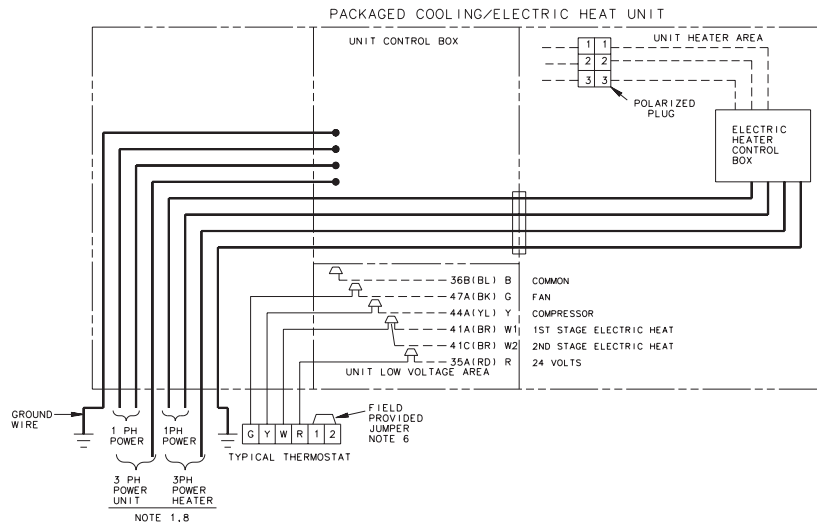 PACKAGED COOLING/ELECTRIC HEAT UNIT
UNIT CONTROL BOX
UNIT HEATER AREA
1 1
2 2
3 3
POLARIZED
PLUG
ELECTRIC
HEATER
CONTROL
BOX
36B(BL) B COMMON
47A(BK) G FAN
44A(YL) Y COMPRESSOR
41A(BR) W1 1ST STAGE ELECTRIC HEAT
41C(BR) W2 2ND STAGE ELECTRIC HEAT
35A(RD) R 24 VOLTS
UNIT LOW VOLTAGE AREA
GROUND
WIRE
1 PH
POWER
1PH
POWER
G Y W R 1 2
FIELD
PROVIDED
JUMPER
NOTE 6
TYPICAL THERMOSTAT
3 PH
POWER
UNIT
3PH
POWER
HEATER
NOTE 1,8